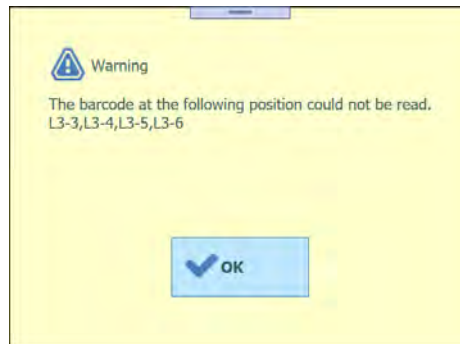 Warning
The barcode at the following position could not be read.
L3-3,L3-4,L3-5,L3-6
OK